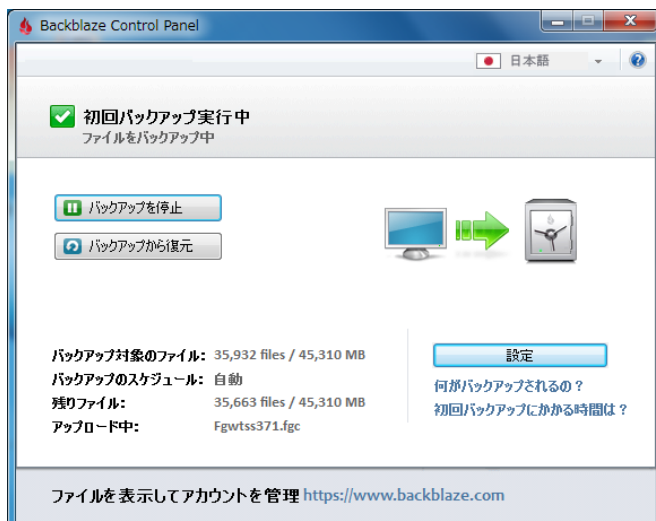 Backblaze Control Panel
日本語
初回バックアップ実行中
ファイルをバックアップ中
バックアップを停止
バックアップから復元
バックアップ対象のファイル: 35,932 files / 45,310 MB
バックアップのスケジュール: 自動
残りファイル: 35,663 files / 45,310 MB
アップロード中: Fgwtss371.fgc
設定
何がバックアップされるの?
初回バックアップにかかる時間は?
ファイルを表示してアカウントを管理 https://www.backblaze.com